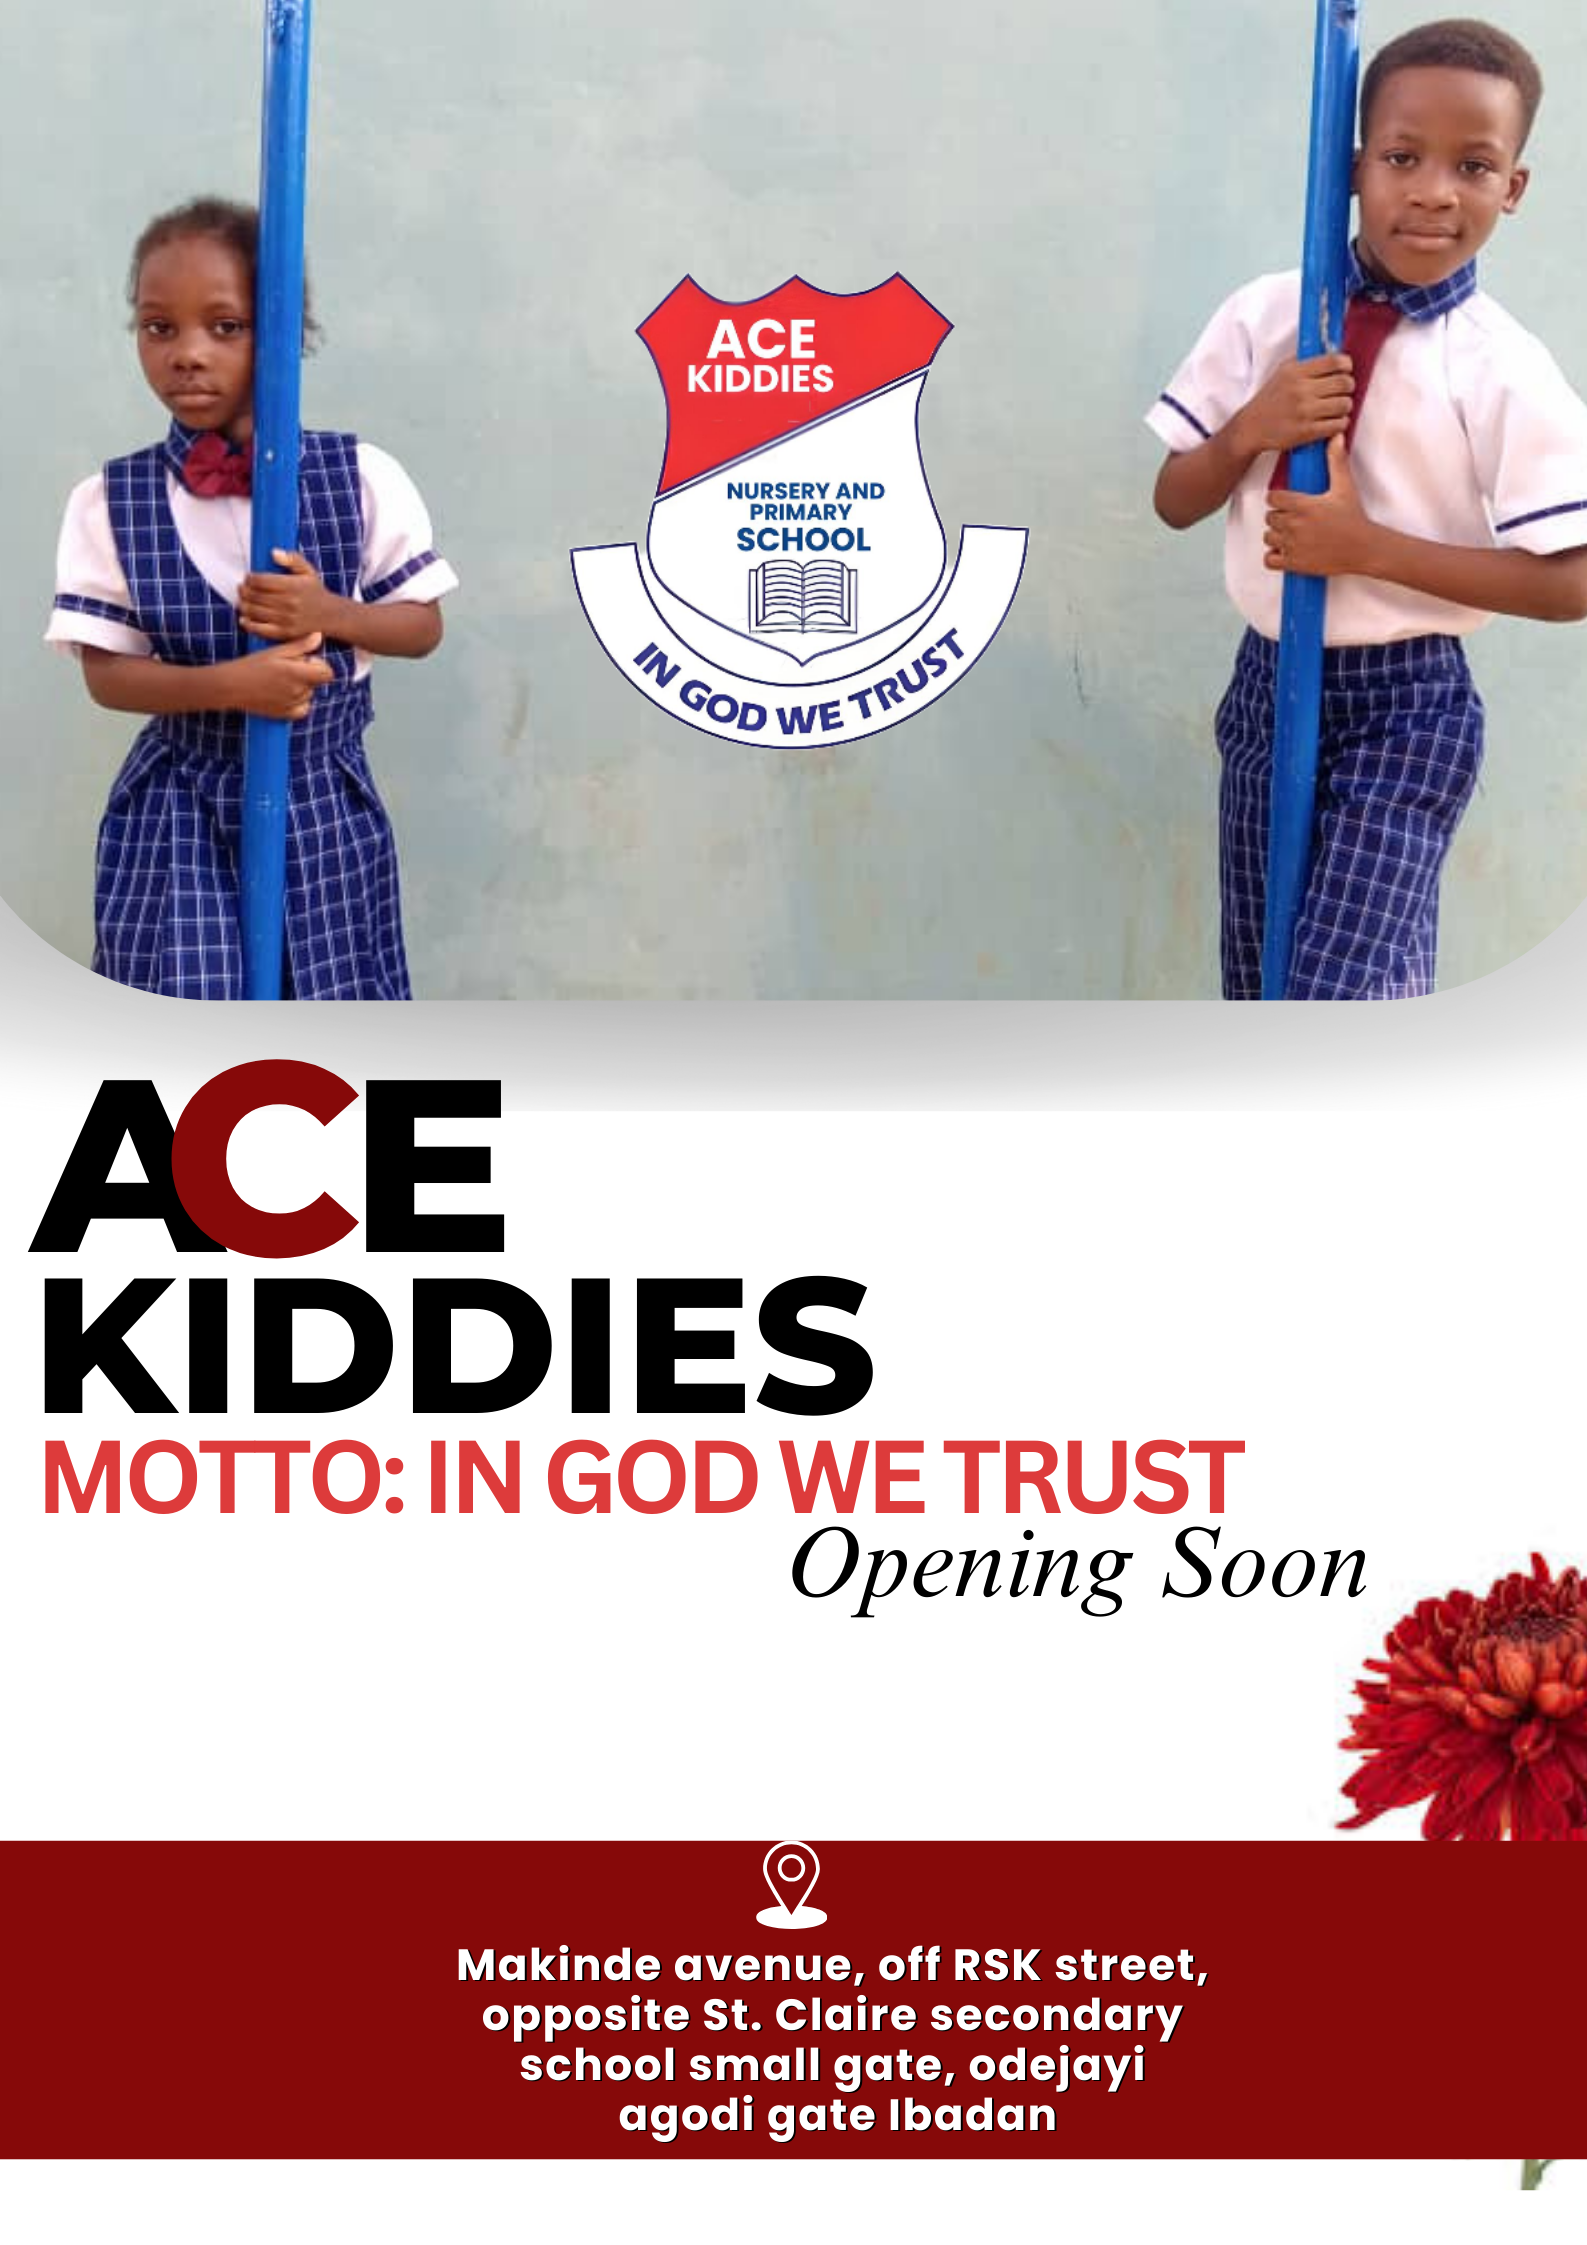 ACE
KIDDIES
NURSERY AND
PRIMARY
SCHOOL
IN GOD WE TRUST
ACE
KIDDIES
MOTTO: IN GOD WE TRUST
Opening Soon
Makinde avenue, off RSK street,
opposite St. Claire secondary
school small gate, odejayi
agodi gate Ibadan